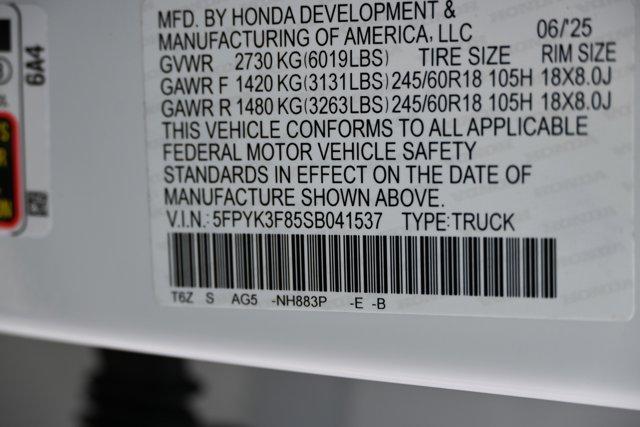 MFD. BY HONDA DEVELOPMENT &
MANUFACTURING OF AMERICA, LLC 06/'25
GVWR 2730 KG(6019LBS) TIRE SIZE RIM SIZE
GAWR F 1420 KG(3131LBS) 245/60R18 105H 18X8.0J
GAWR R 1480 KG(3263LBS) 245/60R18 105H 18X8.0J
THIS VEHICLE CONFORMS TO ALL APPLICABLE
FEDERAL MOTOR VEHICLE SAFETY
STANDARDS IN EFFECT ON THE DATE OF
MANUFACTURE SHOWN ABOVE.
V.I.N.: 5FPYK3F85SB041537 TYPE:TRUCK
T6Z S AG5 -NH883P -E -B
6A4